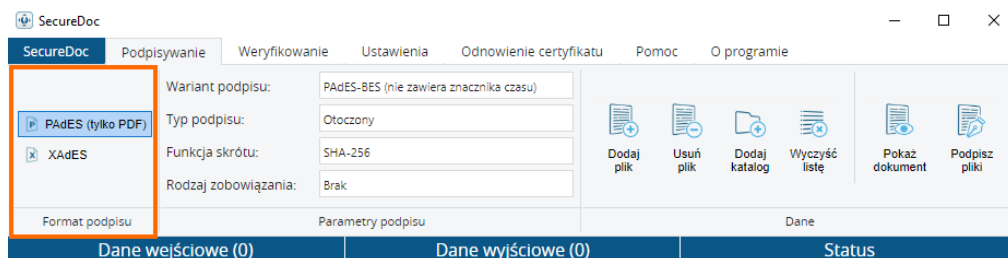 SecureDoc
SecureDoc Podpisywanie Weryfikowanie Ustawienia Odnowienie certyfikatu Pomoc O programie
PAdES (tylko PDF)
XAdES
Format podpisu
Wariant podpisu: PAdES-BES (nie zawiera znacznika czasu)
Typ podpisu: Otoczony
Funkcja skrótu: SHA-256
Rodzaj zobowiązania: Brak
Parametry podpisu
Dodaj plik
Usuń plik
Dodaj katalog
Wyczyść listę
Pokaż dokument
Podpisz pliki
Dane
Dane wejściowe (0) Dane wyjściowe (0) Status